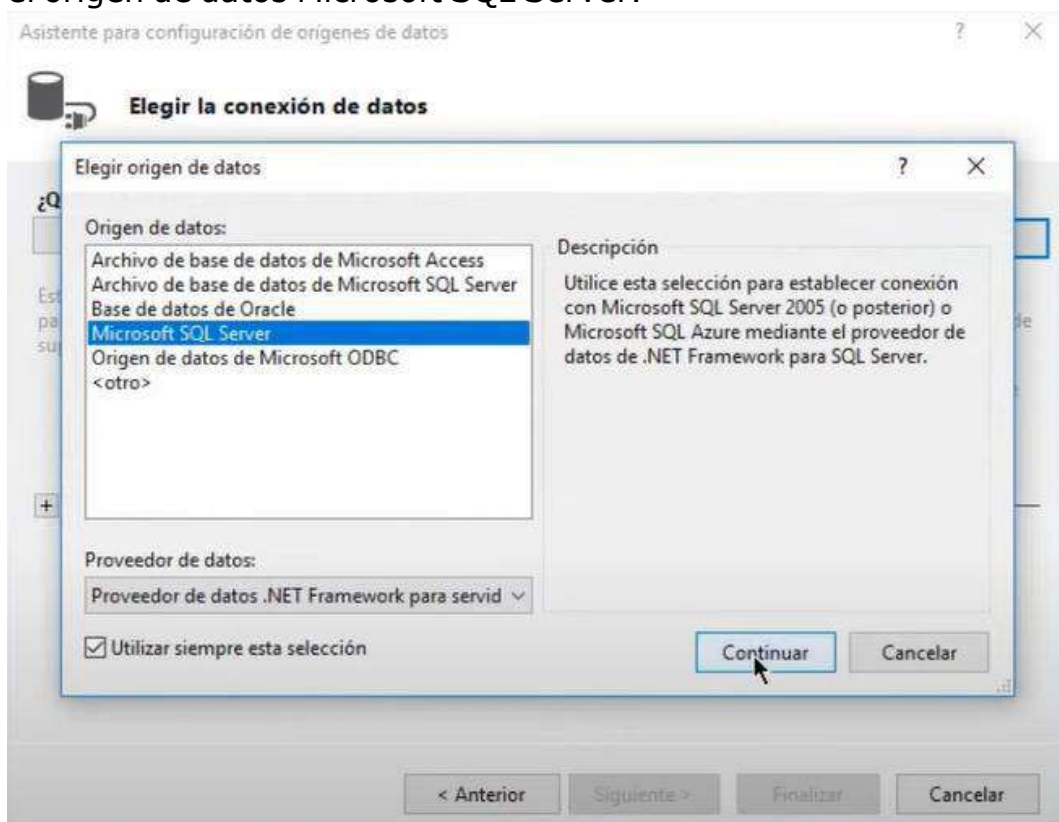 el origen de datos Microsoft SQL Server.
Asistente para configuración de orígenes de datos
Elegir la conexión de datos
Elegir origen de datos
¿Q
Origen de datos:
Archivo de base de datos de Microsoft Access
Archivo de base de datos de Microsoft SQL Server
Base de datos de Oracle
Microsoft SQL Server
Origen de datos de Microsoft ODBC
<otro>
Descripción
Utilice esta selección para establecer conexión
con Microsoft SQL Server 2005 (o posterior) o
Microsoft SQL Azure mediante el proveedor de
datos de .NET Framework para SQL Server.
Est
pa
su
de
Proveedor de datos:
Proveedor de datos .NET Framework para servid
Utilizar siempre esta selección
Continuar
Cancelar
< Anterior
Siguiente >
Finalizar
Cancelar